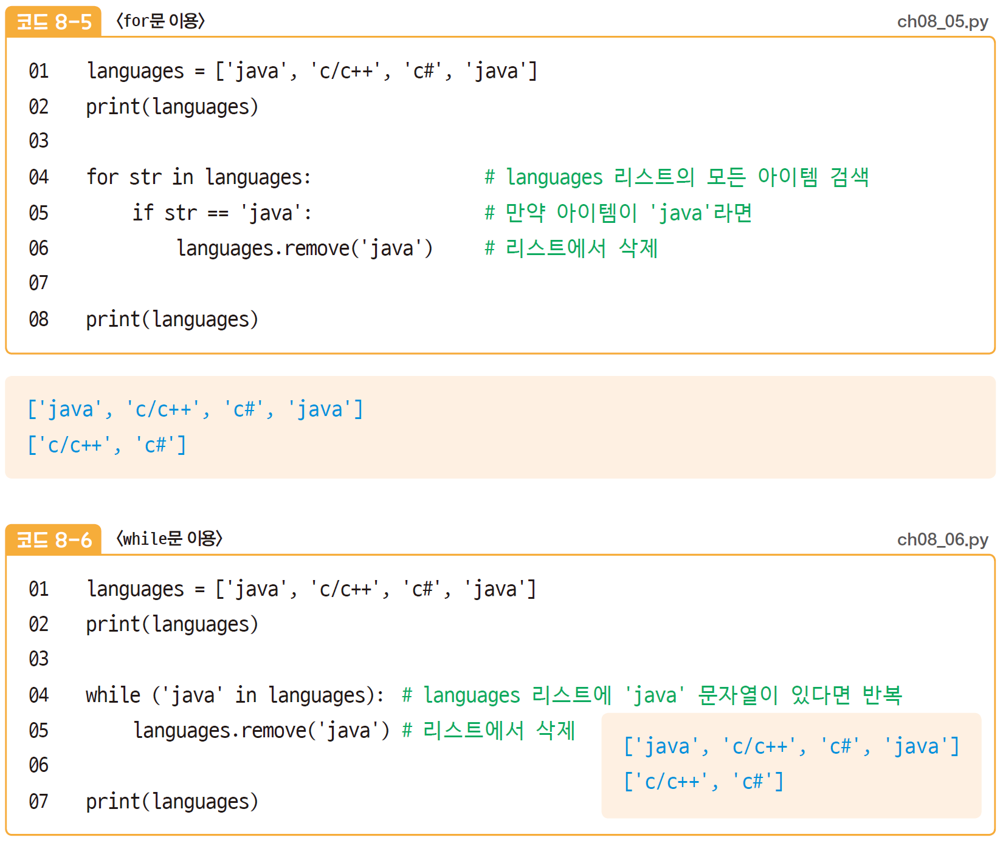 코드 8-5 〈for문 이용〉 ch08_05.py
01 languages = ['java', 'c/c++', 'c#', 'java']
02 print(languages)
03
04 for str in languages: # languages 리스트의 모든 아이템 검색
05 if str == 'java': # 만약 아이템이 'java'라면
06 languages.remove('java') # 리스트에서 삭제
07
08 print(languages)
['java', 'c/c++', 'c#', 'java']
['c/c++', 'c#']
코드 8-6 〈while문 이용〉 ch08_06.py
01 languages = ['java', 'c/c++', 'c#', 'java']
02 print(languages)
03
04 while ('java' in languages): # languages 리스트에 'java' 문자열이 있다면 반복
05 languages.remove('java') # 리스트에서 삭제
06
07 print(languages)
['java', 'c/c++', 'c#', 'java']
['c/c++', 'c#']